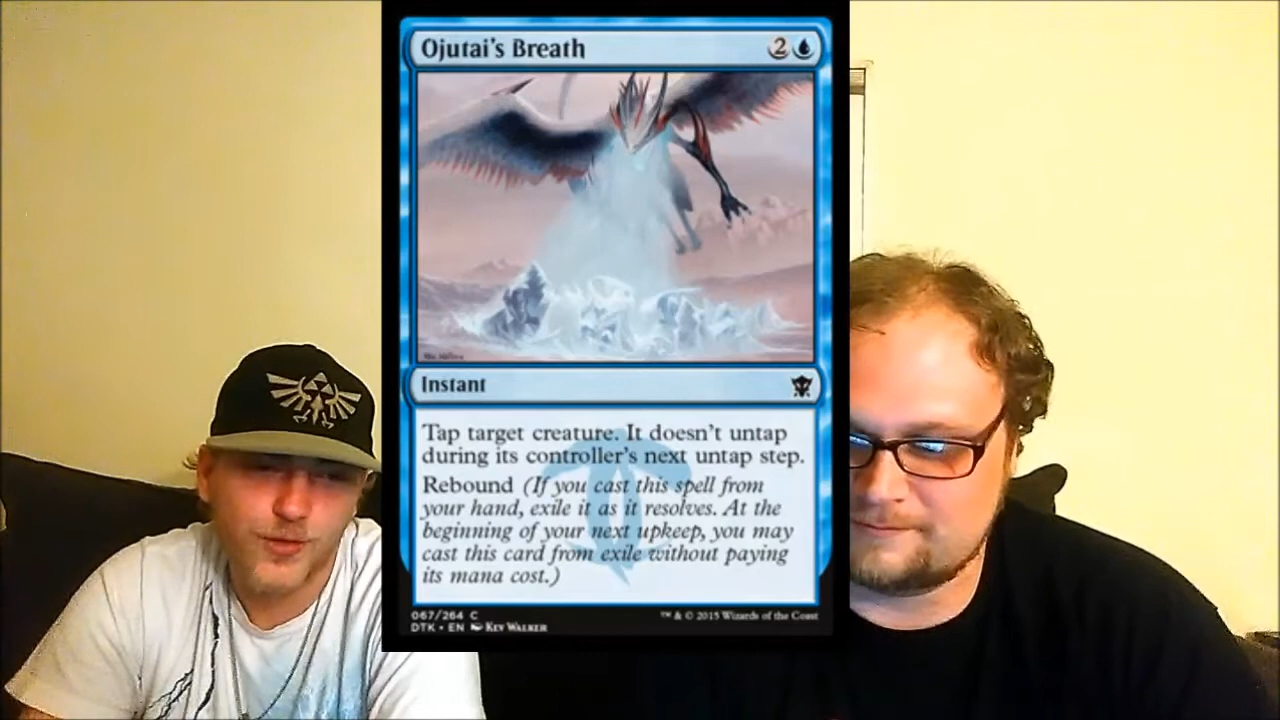 Ojutai's Breath 2
Instant
Tap target creature. It doesn't untap
during its controller's next untap step.
Rebound (If you cast this spell from
your hand, exile it as it resolves. At the
beginning of your next upkeep, you may
cast this card from exile without paying
its mana cost.)
067/264 C ™ & © 2015 Wizards of the Coast
DTK • EN Kev Walker